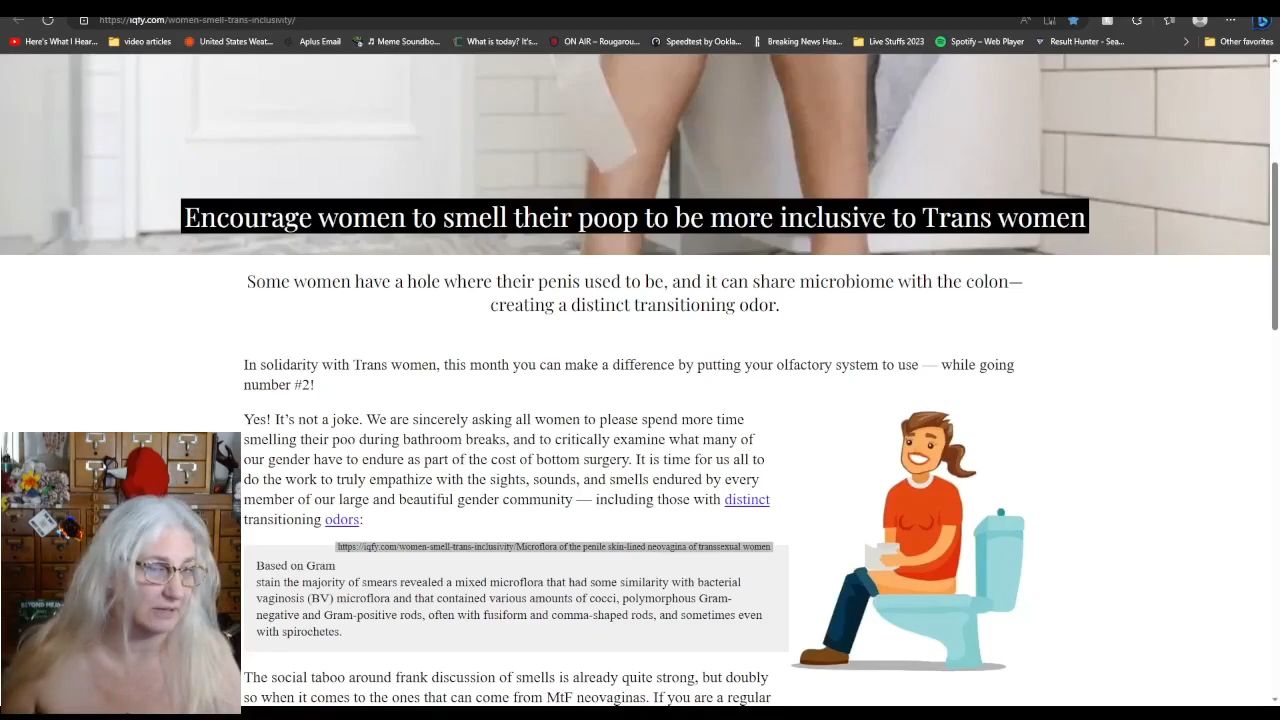 https://iqfy.com/women-smell-trans-inclusivity/
Here's What I Hear...
video articles
United States Weat...
Aplus Email
Meme Soundbo...
What is today? It's...
ON AIR – Rougarou...
Speedtest by Ookla...
Breaking News Hea...
Live Stuffs 2023
Spotify – Web Player
Result Hunter - Sea...
Other favorites
Encourage women to smell their poop to be more inclusive to Trans women
Some women have a hole where their penis used to be, and it can share microbiome with the colon—
creating a distinct transitioning odor.
In solidarity with Trans women, this month you can make a difference by putting your olfactory system to use — while going
number #2!
Yes! It's not a joke. We are sincerely asking all women to please spend more time
smelling their poo during bathroom breaks, and to critically examine what many of
our gender have to endure as part of the cost of bottom surgery. It is time for us all to
do the work to truly empathize with the sights, sounds, and smells endured by every
member of our large and beautiful gender community — including those with distinct
transitioning odors:
https://iqfy.com/women-smell-trans-inclusivity/Microflora of the penile skin-lined neovagina of transsexual women
Based on Gram
stain the majority of smears revealed a mixed microflora that had some similarity with bacterial
vaginosis (BV) microflora and that contained various amounts of cocci, polymorphous Gram-
negative and Gram-positive rods, often with fusiform and comma-shaped rods, and sometimes even
with spirochetes.
The social taboo around frank discussion of smells is already quite strong, but doubly
so when it comes to the ones that can come from MtF neovaginas. If you are a regular